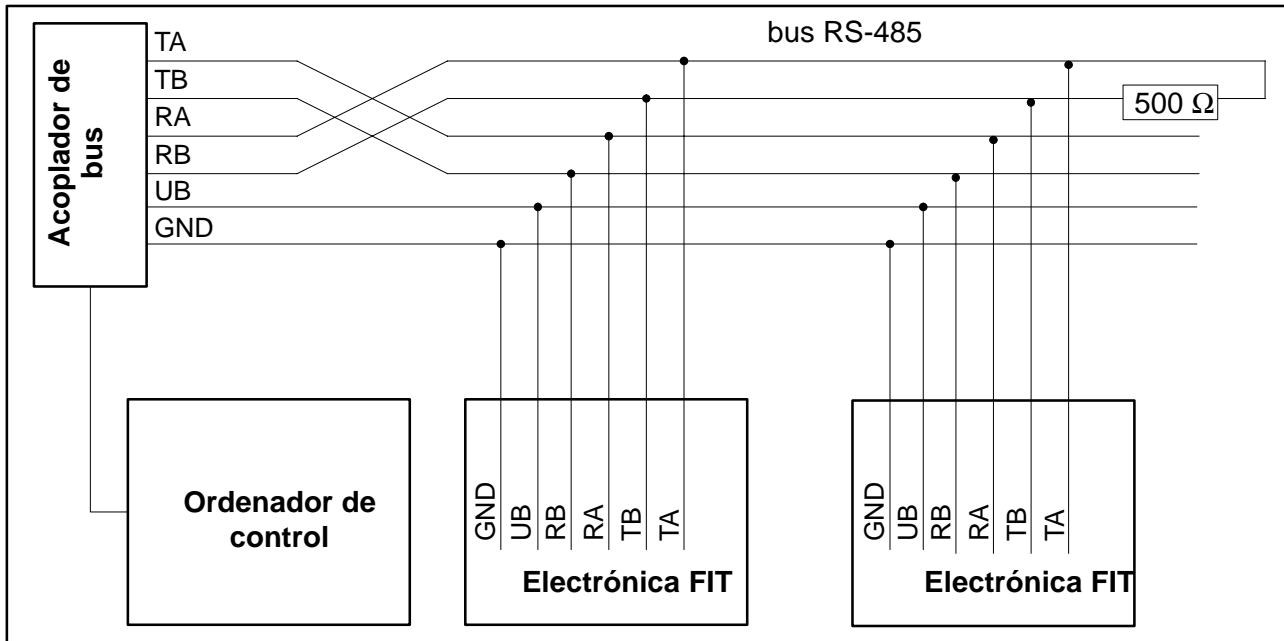 bus RS-485
Acoplador de
bus
TA
TB
RA
RB
UB
GND
500 Ω
Ordenador de
control
GND
UB
RB
RA
TB
TA
Electrónica FIT
GND
UB
RB
RA
TB
TA
Electrónica FIT